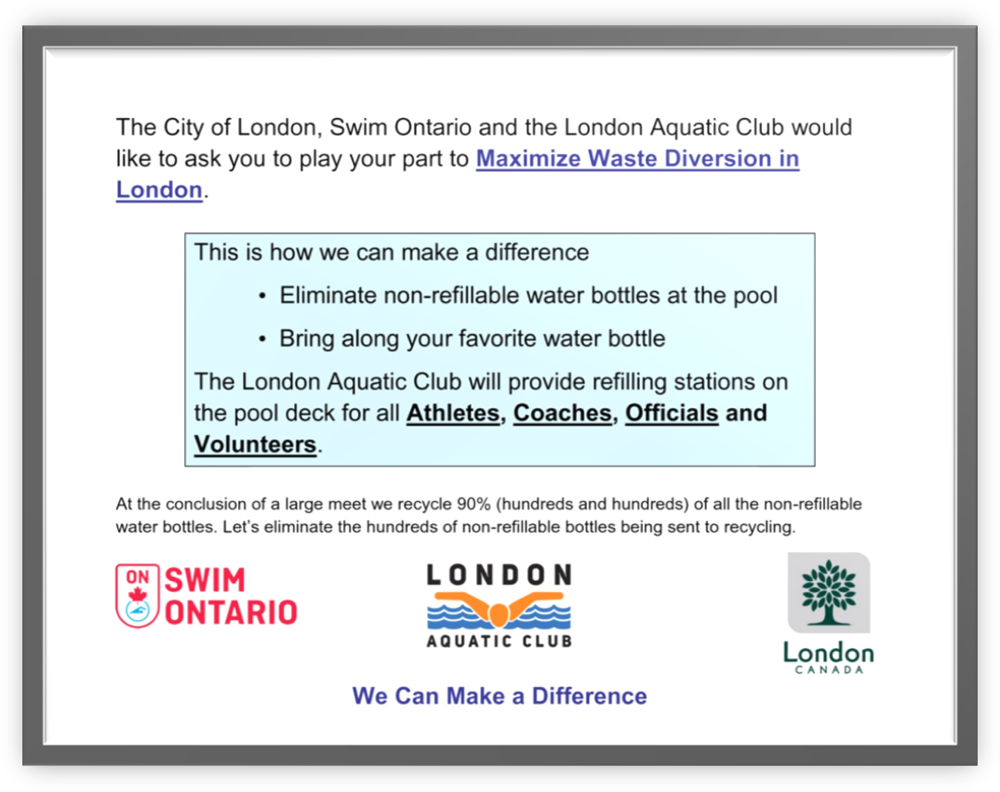 The City of London, Swim Ontario and the London Aquatic Club would
like to ask you to play your part to Maximize Waste Diversion in
London.
This is how we can make a difference
• Eliminate non-refillable water bottles at the pool
• Bring along your favorite water bottle
The London Aquatic Club will provide refilling stations on
the pool deck for all Athletes, Coaches, Officials and
Volunteers.
At the conclusion of a large meet we recycle 90% (hundreds and hundreds) of all the non-refillable
water bottles. Let’s eliminate the hundreds of non-refillable bottles being sent to recycling.
ON
SWIM
ONTARIO
LONDON
AQUATIC CLUB
London
CANADA
We Can Make a Difference